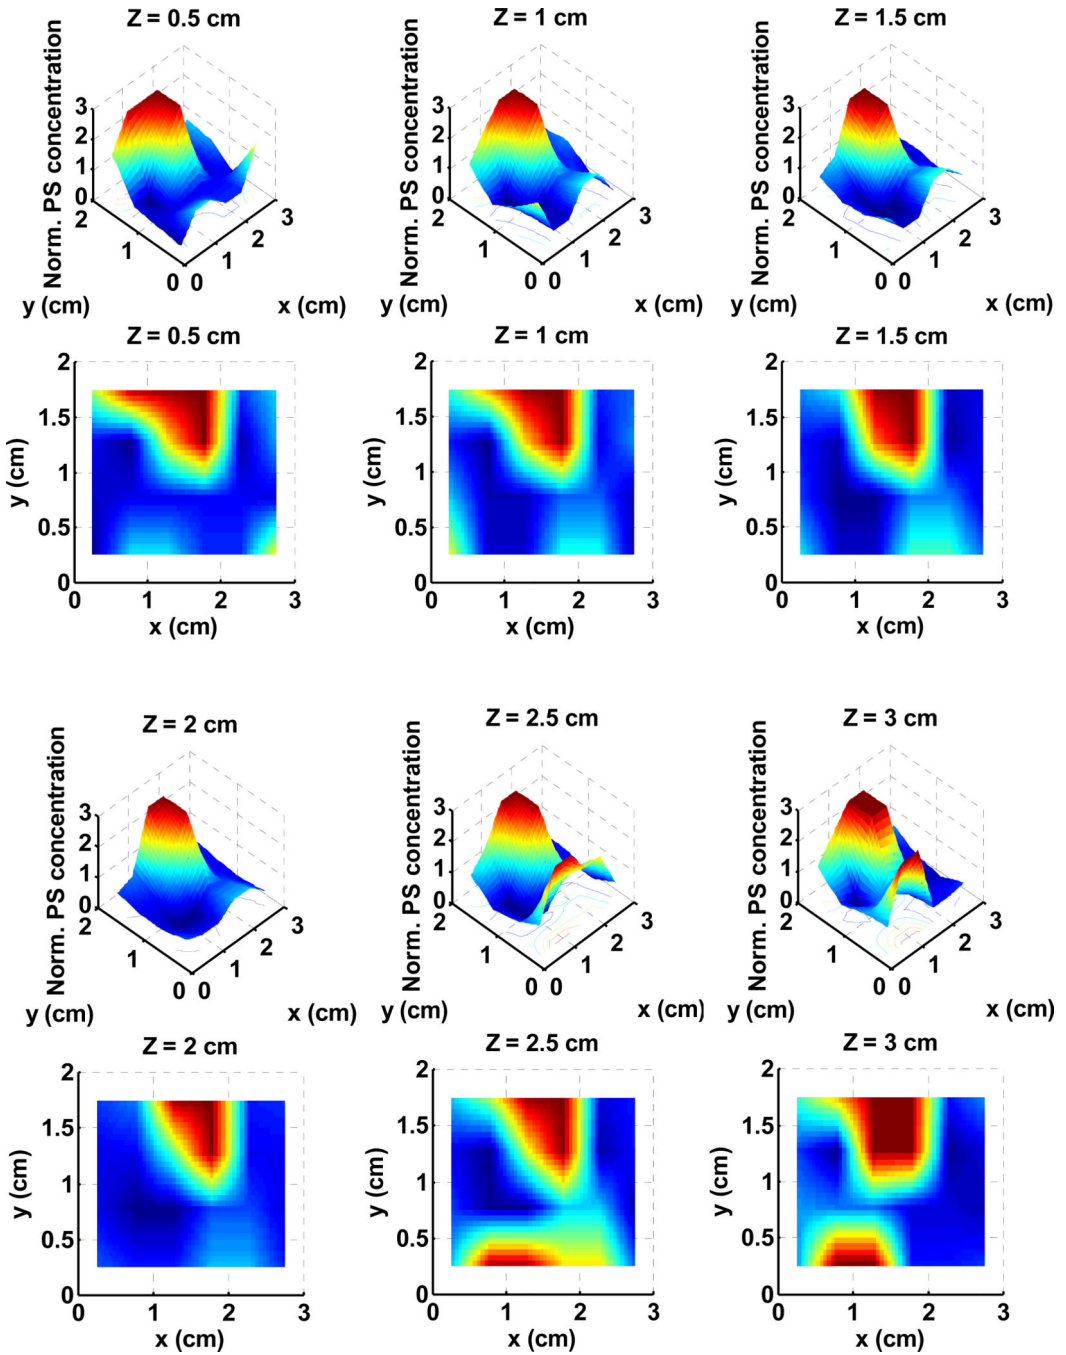 Z = 0.5 cm
Norm. PS concentration
3
2
1
0
2
1
0
0
1
2
3
y (cm)
x (cm)
Z = 1 cm
Norm. PS concentration
3
2
1
0
2
1
0
0
1
2
3
y (cm)
x (cm)
Z = 1.5 cm
Norm. PS concentration
3
2
1
0
2
1
0
0
1
2
3
y (cm)
x (cm)
Z = 0.5 cm
2
1.5
1
0.5
0
y (cm)
0
1
2
3
x (cm)
Z = 1 cm
2
1.5
1
0.5
0
y (cm)
0
1
2
3
x (cm)
Z = 1.5 cm
2
1.5
1
0.5
0
y (cm)
0
1
2
3
x (cm)
Z = 2 cm
Norm. PS concentration
3
2
1
0
2
1
0
0
1
2
3
y (cm)
x (cm)
Z = 2.5 cm
Norm. PS concentration
3
2
1
0
2
1
0
0
1
2
3
y (cm)
x (cm)
Z = 3 cm
Norm. PS concentration
3
2
1
0
2
1
0
0
1
2
3
y (cm)
x (cm)
Z = 2 cm
2
1.5
1
0.5
0
y (cm)
0
1
2
3
x (cm)
Z = 2.5 cm
2
1.5
1
0.5
0
y (cm)
0
1
2
3
x (cm)
Z = 3 cm
2
1.5
1
0.5
0
y (cm)
0
1
2
3
x (cm)